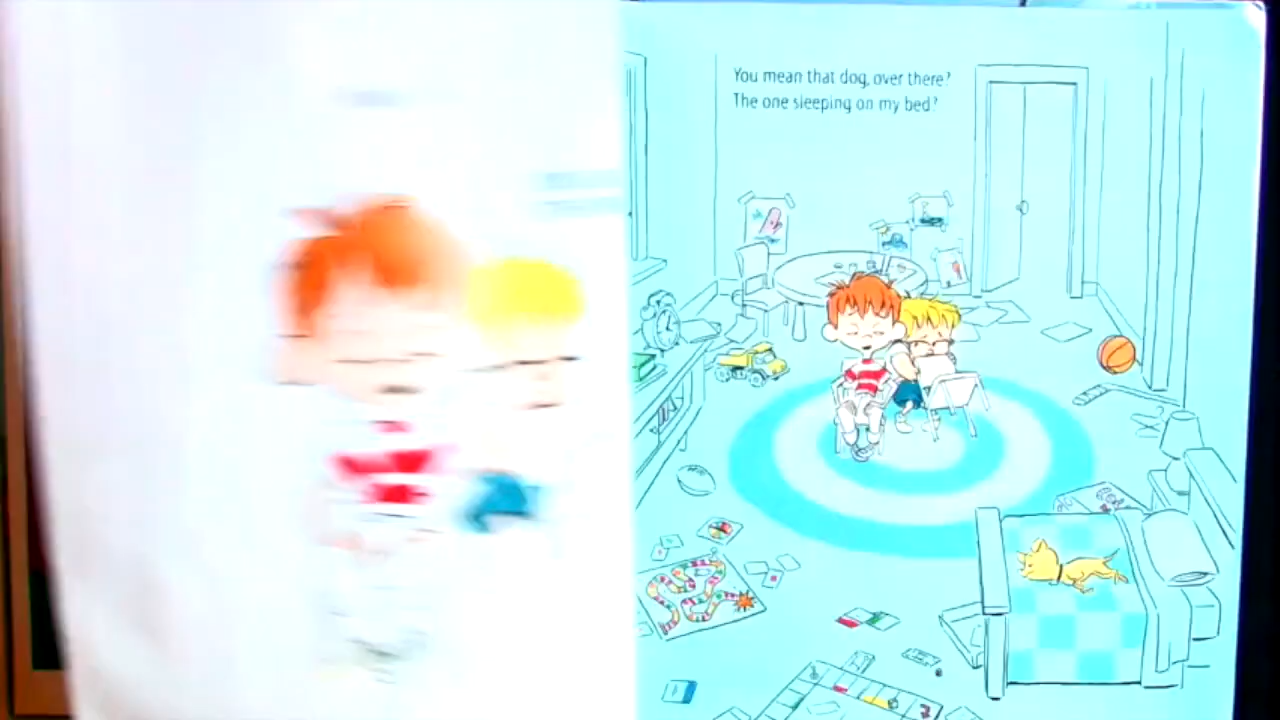 You mean that dog, over there?
The one sleeping on my bed?